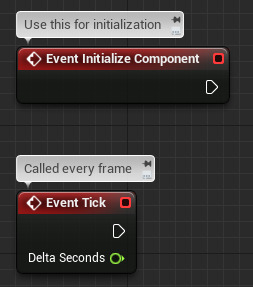 Use this for initialization
Event Initialize Component
Called every frame
Event Tick
Delta Seconds